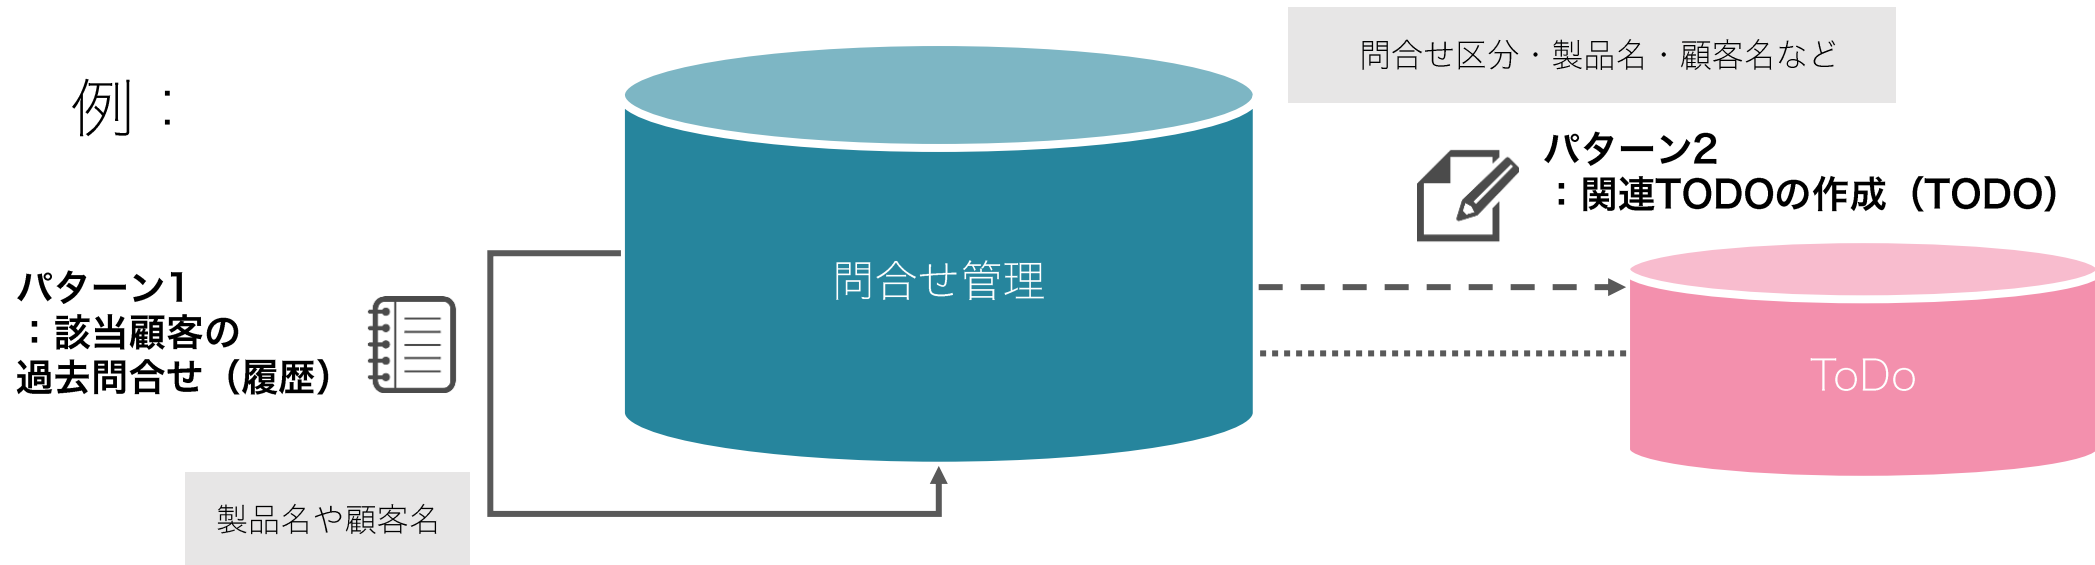 例：
問合せ区分・製品名・顧客名など
パターン2
：関連TODOの作成（TODO）
問合せ管理
パターン1
：該当顧客の
過去問合せ（履歴）
ToDo
製品名や顧客名